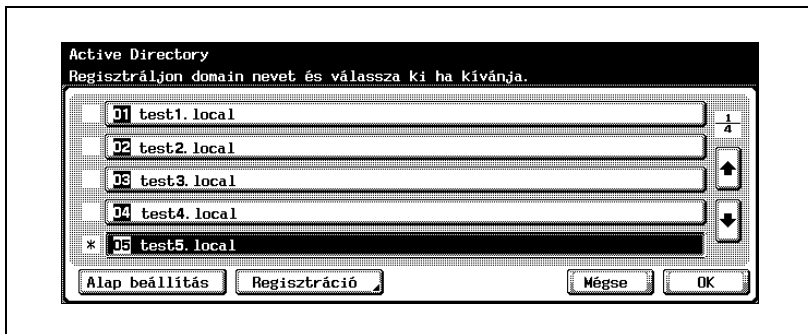 Active Directory
Regisztráljon domain nevet és válassza ki ha kívánja.
01 test1.local
1
4
02 test2.local
03 test3.local
04 test4.local
* 05 test5.local
Alap beállítás Regisztráció Mégse OK